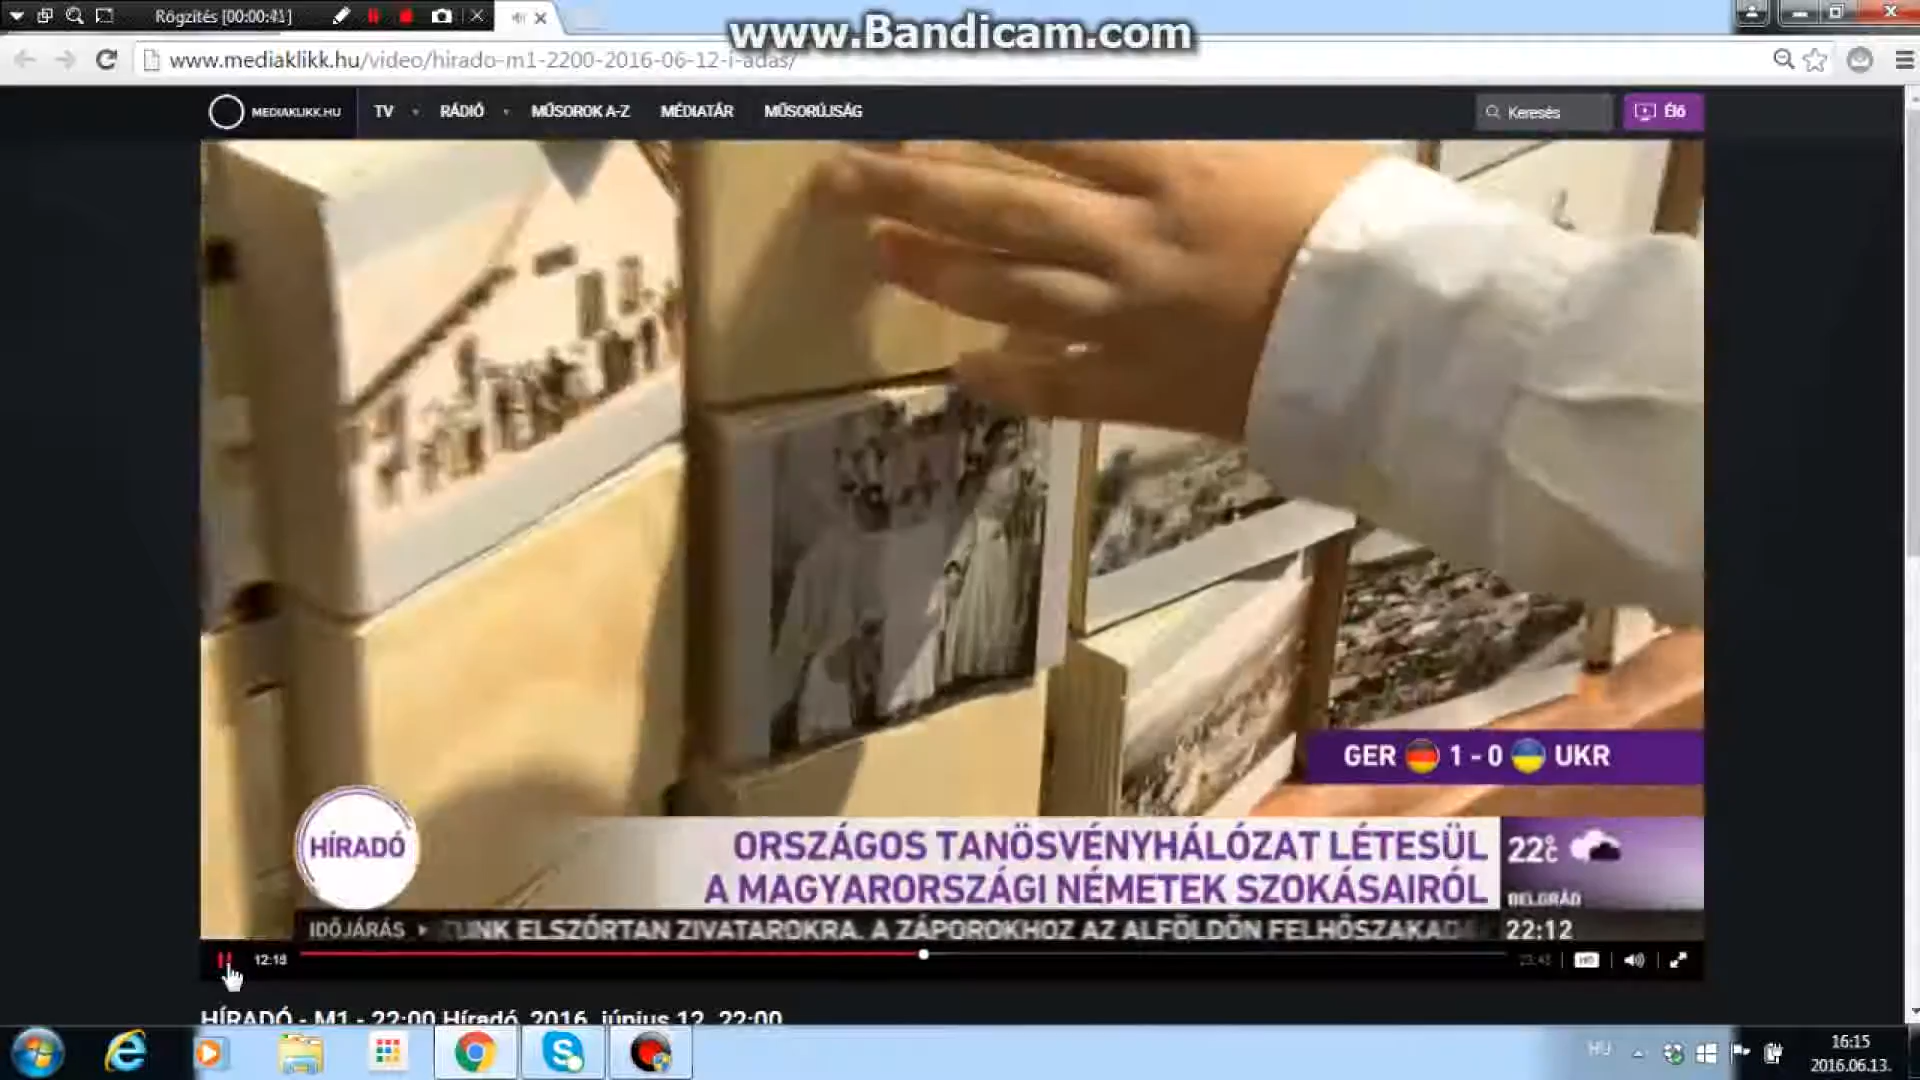 Rögzítés [00:00:41]
www.Bandicam.com
www.mediaklikk.hu/video/hirado-m1-2200-2016-06-12-i-adas/
MEDIAKLIKK.HU
TV
RÁDIÓ
MŰSOROK A-Z
MÉDIATÁR
MŰSORÚJSÁG
Keresés
Élő
GER 1-0 UKR
HÍRADÓ
ORSZÁGOS TANÖSVÉNYHÁLÓZAT LÉTESÜL
A MAGYARORSZÁGI NÉMETEK SZOKÁSAIRÓL
22°C
BELGRÁD
IDŐJÁRÁS
ELSZÓRTAN ZIVATAROKRA. A ZÁPOROKHOZ AZ ALFÖLDÖN
22:12
12:18
HD
HÍRADÓ - M1 - 22:00 Híradó, 2016. június 12. 22:00
HU
16:15
2016.06.13.